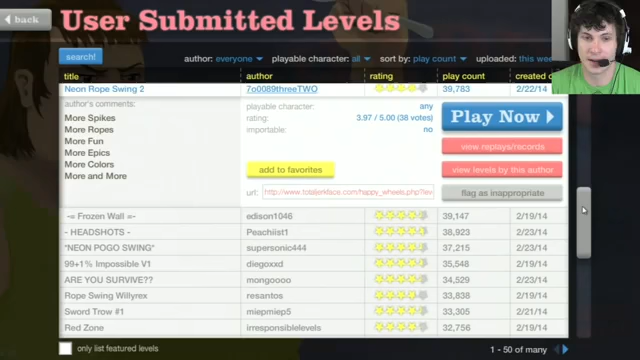 back
User Submitted Levels
search!
author: everyone
playable character: all
sort by: play count
uploaded: this wee
title author rating play count created o
Neon Rope Swing 2 7o0089threeTWO 39,783 2/22/14
author's comments:
More Spikes
More Ropes
More Fun
More Epics
More Colors
More and More
playable character: any
rating: 3.97 / 5.00 (38 votes)
importable: no
add to favorites
url: http://www.totaljerkface.com/happy_wheels.php?lev
Play Now
view replays/records
view levels by this author
flag as inappropriate
-= Frozen Wall =- edison1046 39,147 2/19/14
- HEADSHOTS - Peachiist1 38,923 2/23/14
*NEON POGO SWING* supersonic444 37,215 2/23/14
99+1% Impossible V1 diegoxxd 35,548 2/19/14
ARE YOU SURVIVE?? mongoooo 34,529 2/23/14
Rope Swing Willyrex resantos 33,838 2/19/14
Sword Trow #1 miepmiep5 33,305 2/21/14
Red Zone irresponsiblelevels 32,756 2/19/14
only list featured levels
1 - 50 of many